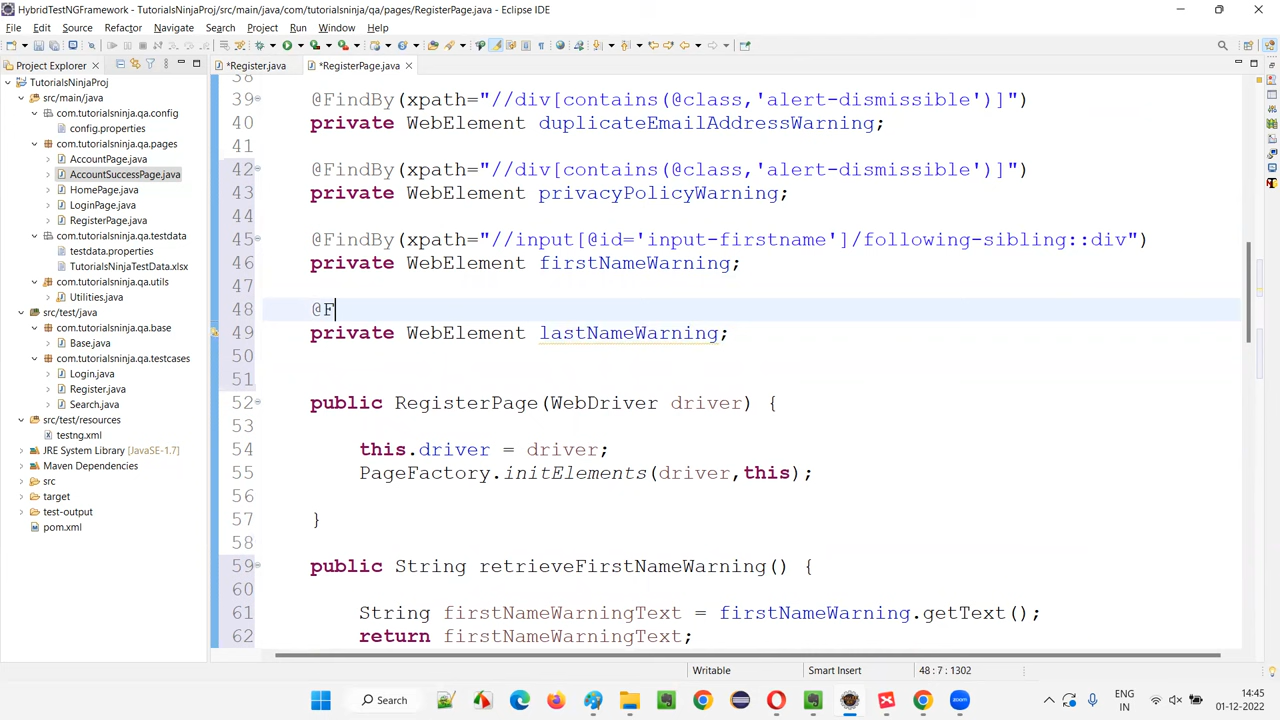 HybridTestNGFramework - TutorialsNinjaProj/src/main/java/com/tutorialsninja/qa/pages/RegisterPage.java - Eclipse IDE
File Edit Source Refactor Navigate Search Project Run Window Help
Project Explorer
*Register.java *RegisterPage.java
TutorialsNinjaProj
src/main/java
com.tutorialsninja.qa.config
config.properties
com.tutorialsninja.qa.pages
AccountPage.java
AccountSuccessPage.java
HomePage.java
LoginPage.java
RegisterPage.java
com.tutorialsninja.qa.testdata
testdata.properties
TutorialsNinjaTestData.xlsx
com.tutorialsninja.qa.utils
Utilities.java
src/test/java
com.tutorialsninja.qa.base
Base.java
com.tutorialsninja.qa.testcases
Login.java
Register.java
Search.java
src/test/resources
testng.xml
JRE System Library [JavaSE-1.7]
Maven Dependencies
src
target
test-output
pom.xml
38
39 @FindBy(xpath="//div[contains(@class,'alert-dismissible')]")
40 private WebElement duplicateEmailAddressWarning;
41
42 @FindBy(xpath="//div[contains(@class,'alert-dismissible')]")
43 private WebElement privacyPolicyWarning;
44
45 @FindBy(xpath="//input[@id='input-firstname']/following-sibling::div")
46 private WebElement firstNameWarning;
47
48 @F
49 private WebElement lastNameWarning;
50
51
52 public RegisterPage(WebDriver driver) {
53
54 this.driver = driver;
55 PageFactory.initElements(driver,this);
56
57 }
58
59 public String retrieveFirstNameWarning() {
60
61 String firstNameWarningText = firstNameWarning.getText();
62 return firstNameWarningText;
Writable Smart Insert 48 : 7 : 1302
Search
ENG
IN
14:45
01-12-2022